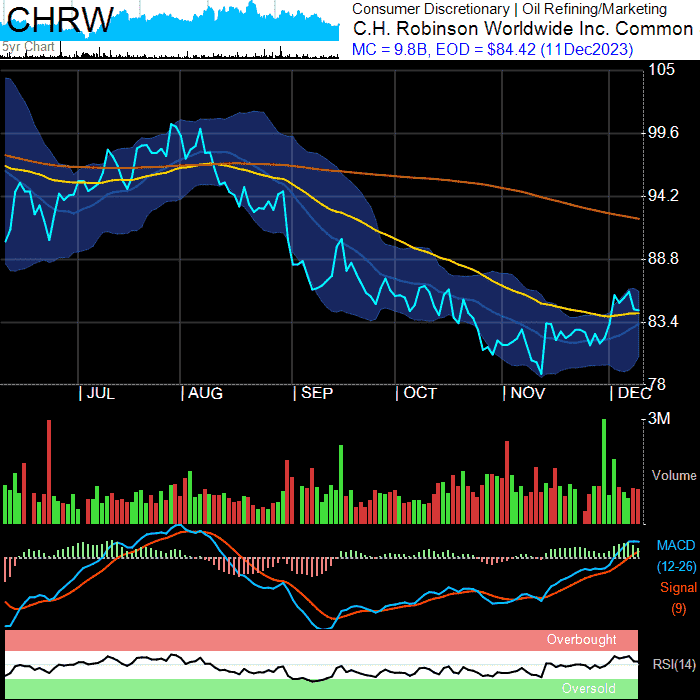 CHRW
Consumer Discretionary | Oil Refining/Marketing
C.H. Robinson Worldwide Inc. Common
MC = 9.8B, EOD = $84.42 (11Dec2023)
5yr Chart
105
99.6
94.2
88.8
83.4
78
| JUL | AUG | SEP | OCT | NOV | DEC
3M
Volume
MACD
(12-26)
Signal
(9)
Overbought
RSI(14)
Oversold